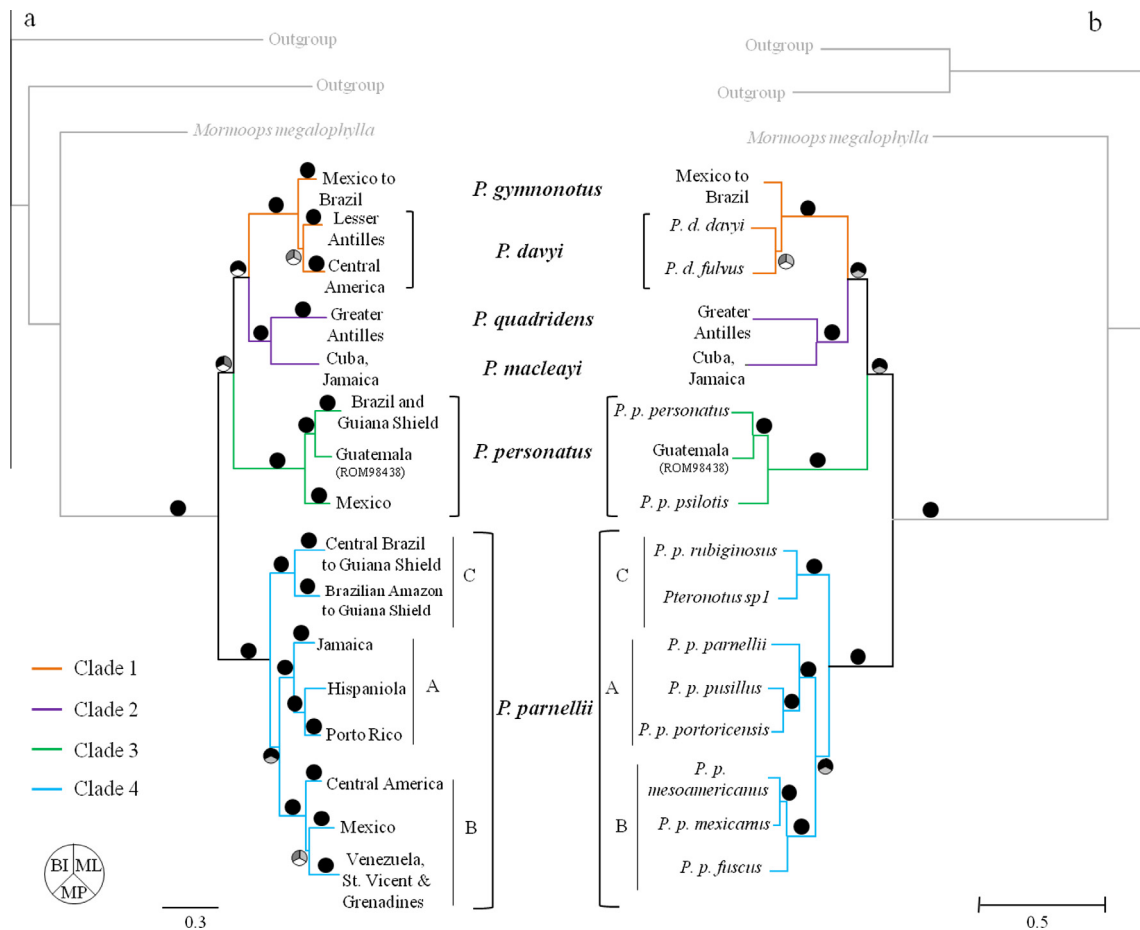 a
b
Outgroup
Outgroup
Mormoops megalophylla
Mexico to
Brazil
Lesser
Antilles
Central
America
Greater
Antilles
Cuba,
Jamaica
Brazil and
Guiana Shield
Guatemala
(ROM98438)
Mexico
Central Brazil
to Guiana Shield
Brazilian Amazon
to Guiana Shield
C
Jamaica
Hispaniola
Porto Rico
A
Central America
Mexico
Venezuela,
St. Vicent &
Grenadines
B
P. gymnonotus
P. davyi
P. quadridens
P. macleayi
P. personatus
P. parnellii
Outgroup
Outgroup
Mormoops megalophylla
Mexico to
Brazil
P. d. davyi
P. d. fulvus
Greater
Antilles
Cuba,
Jamaica
P. p. personatus
Guatemala
(ROM98438)
P. p. psilotis
C
P. p. rubiginosus
Pteronotus sp1
A
P. p. parnellii
P. p. pusillus
P. p. portoricensis
B
P. p.
mesoamericanus
P. p. mexicamus
P. p. fuscus
Clade 1
Clade 2
Clade 3
Clade 4
BI ML
MP
0.3
0.5